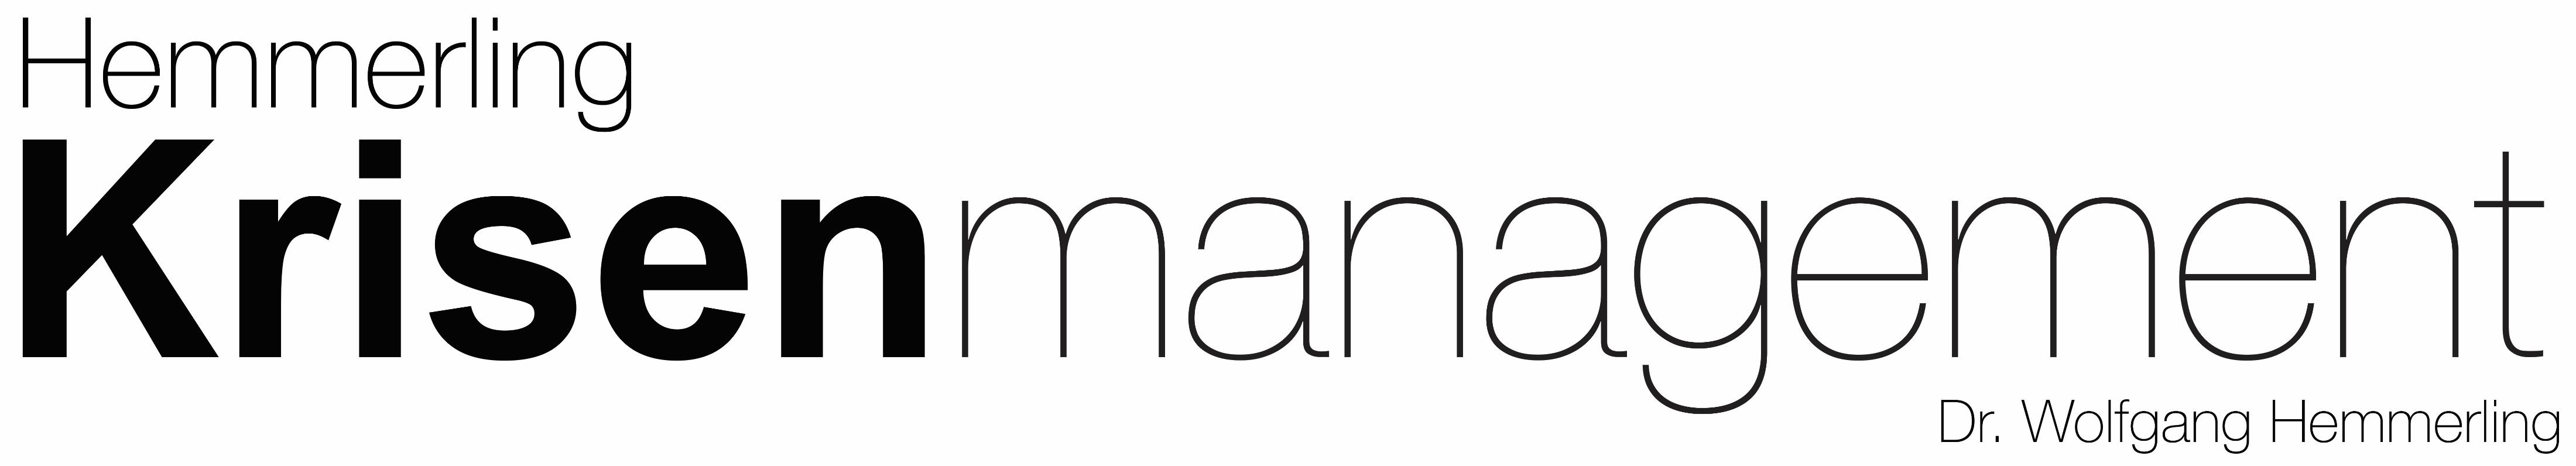 Hemmerling
Krisenmanagement
Dr. Wolfgang Hemmerling